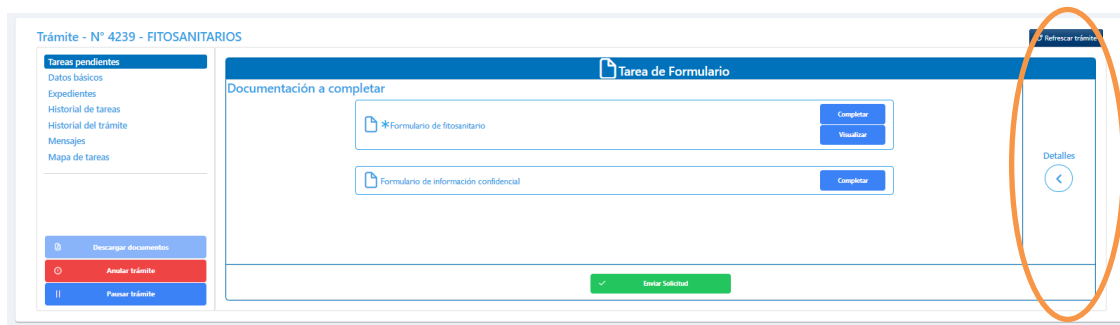 Trámite - N° 4239 - FITOSANITARIOS
Refrescar trámite
Tareas pendientes
Datos básicos
Expedientes
Historial de tareas
Historial del trámite
Mensajes
Mapa de tareas
Descargar documentos
Anular trámite
Pausar trámite
Tarea de Formulario
Documentación a completar
*Formulario de fitosanitario
Completar
Visualizar
Formulario de información confidencial
Completar
Detalles
Enviar Solicitud